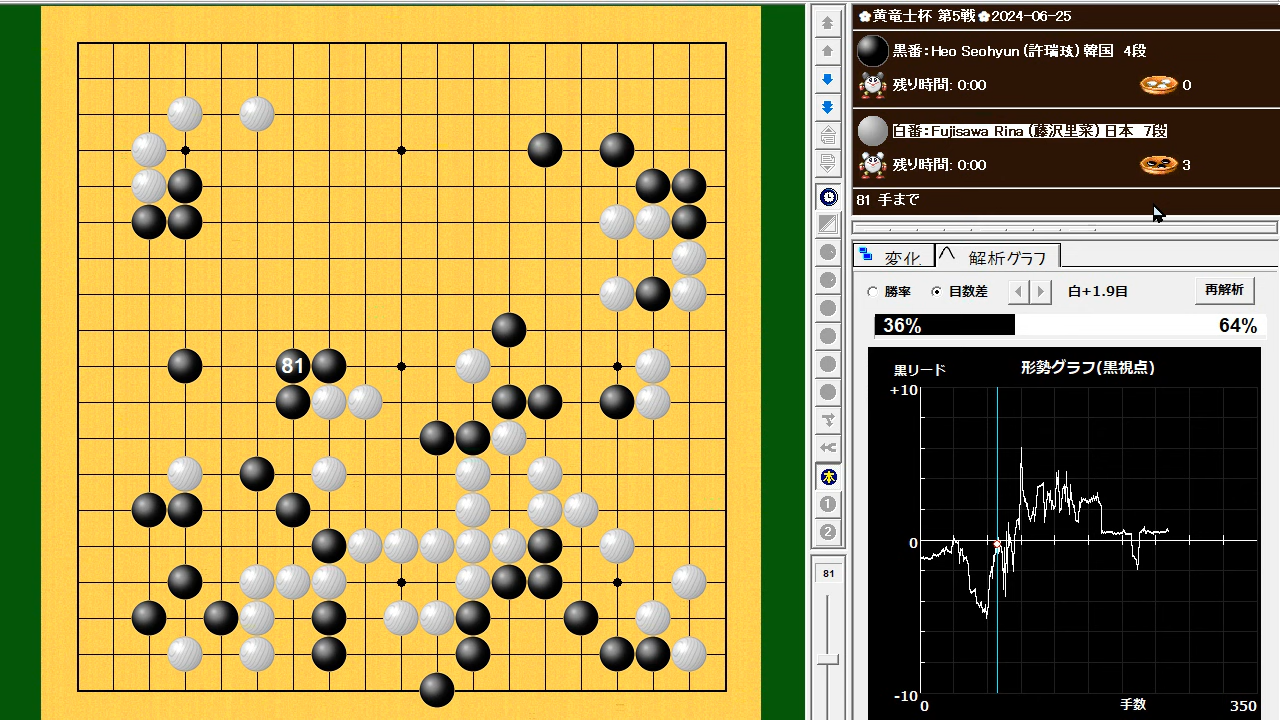 黄竜士杯 第5戦 2024-06-25
黒番:Heo Seohyun (許瑞玹) 韓国 4段
残り時間: 0:00
0
白番:Fujisawa Rina (藤沢里菜) 日本 7段
残り時間: 0:00
3
81 手まで
変化
解析グラフ
勝率
目数差
白+1.9目
再解析
36%
64%
黒リード
形勢グラフ(黒視点)
+10
0
-10
0
手数
350
81
1
2
81